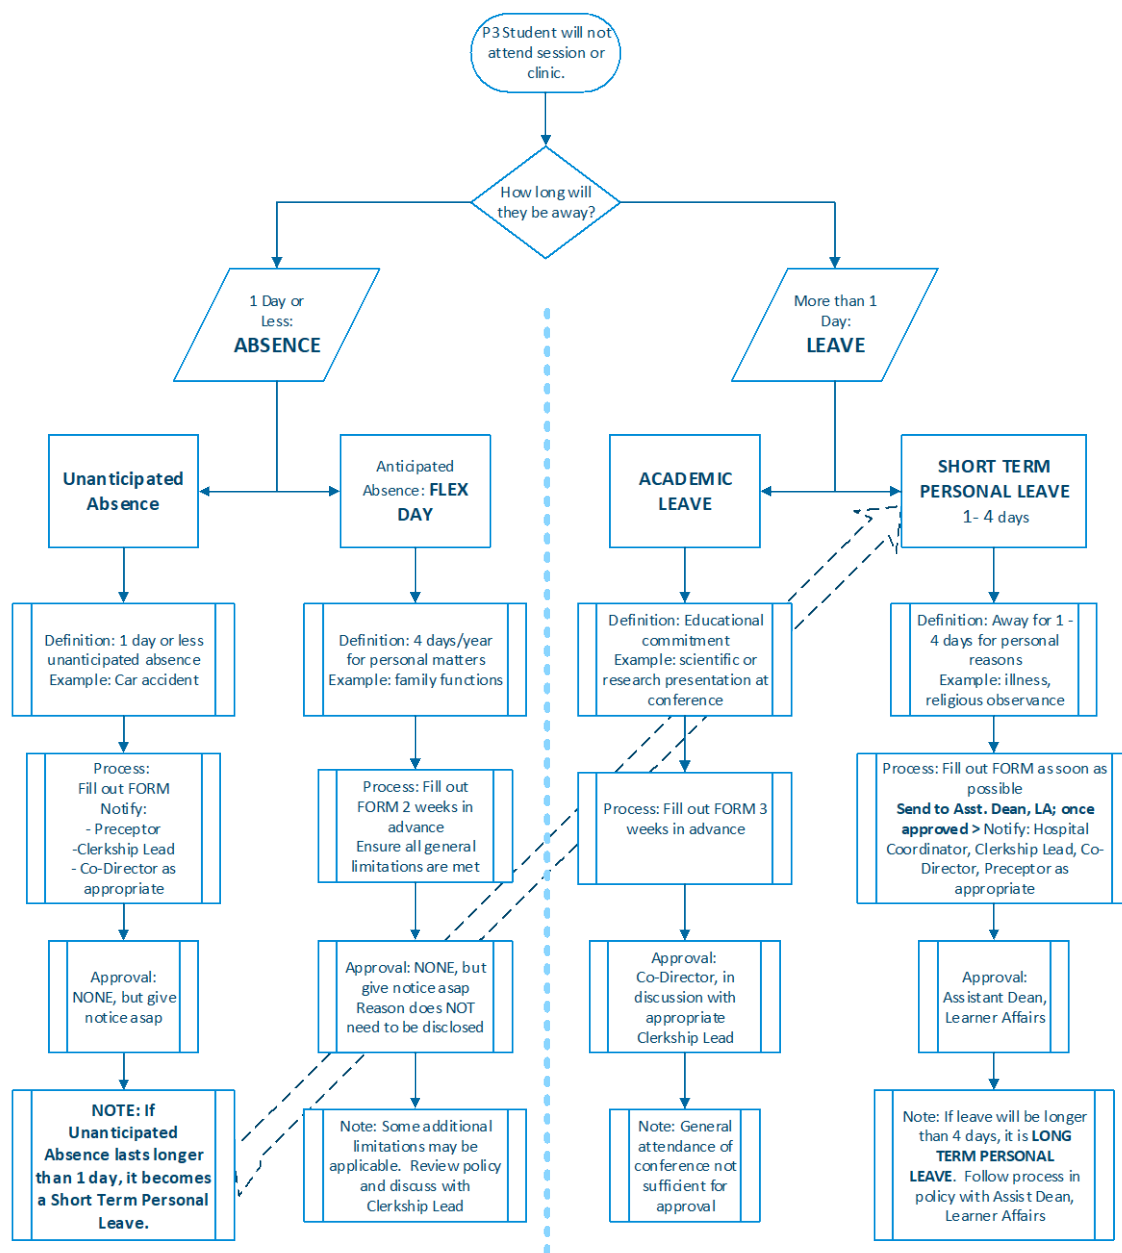 P3 Student will not
attend session or
clinic.
How long will
they be away?
1 Day or
Less:
ABSENCE
More than 1
Day:
LEAVE
Unanticipated
Absence
Anticipated
Absence: FLEX
DAY
ACADEMIC
LEAVE
SHORT TERM
PERSONAL LEAVE
1- 4 days
Definition: 1 day or less
unanticipated absence
Example: Car accident
Definition: 4 days/year
for personal matters
Example: family functions
Definition: Educational
commitment
Example: scientific or
research presentation at
conference
Definition: Away for 1 -
4 days for personal
reasons
Example: illness,
religious observance
Process:
Fill out FORM
Notify:
- Preceptor
-Clerkship Lead
- Co-Director as
appropriate
Process: Fill out
FORM 2 weeks in
advance
Ensure all general
limitations are met
Process: Fill out FORM 3
weeks in advance
Process: Fill out FORM as soon as
possible
Send to Asst. Dean, LA; once
approved > Notify: Hospital
Coordinator, Clerkship Lead, Co-
Director, Preceptor as
appropriate
Approval:
NONE, but give
notice asap
Approval: NONE, but
give notice asap
Reason does NOT
need to be disclosed
Approval:
Co-Director, in
discussion with
appropriate
Clerkship Lead
Approval:
Assistant Dean,
Learner Affairs
NOTE: If
Unanticipated
Absence lasts longer
than 1 day, it becomes
a Short Term Personal
Leave.
Note: Some additional
limitations may be
applicable. Review policy
and discuss with
Clerkship Lead
Note: General
attendance of
conference not
sufficient for
approval
Note: If leave will be longer
than 4 days, it is LONG
TERM PERSONAL
LEAVE. Follow process in
policy with Assist Dean,
Learner Affairs